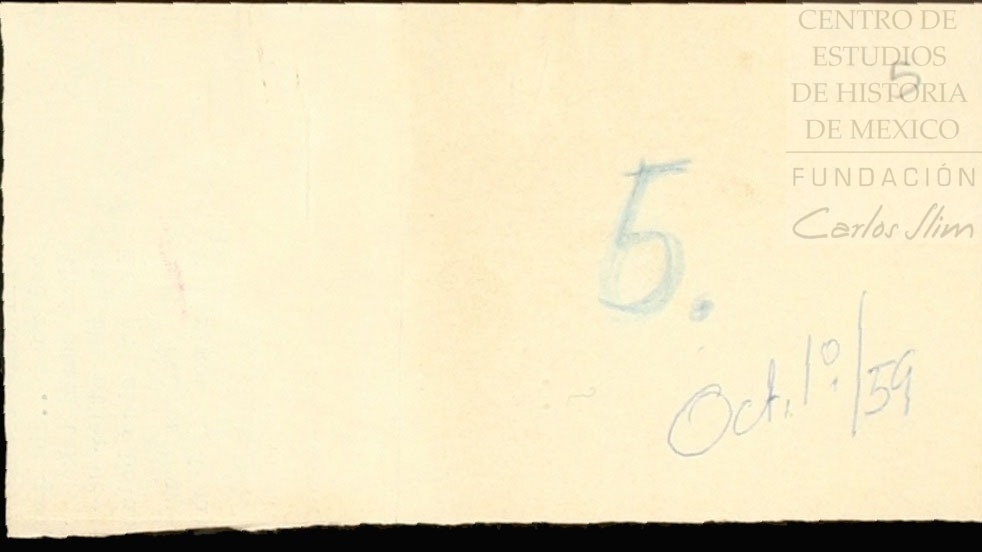 CENTRO DE
ESTUDIOS
5
DE HISTORIA
DE MEXICO
FUNDACIÓN
Carlos Slim
5.
Oct. 1º./59